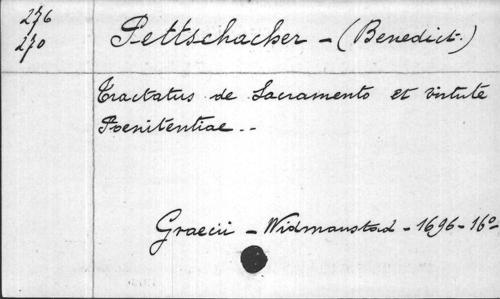 276
270
Pettschacher - (Benedict.)
Tractatus de Sacramento et virtute
Poenitentiae. -
Graecii - Widmanstad - 1696 - 16°